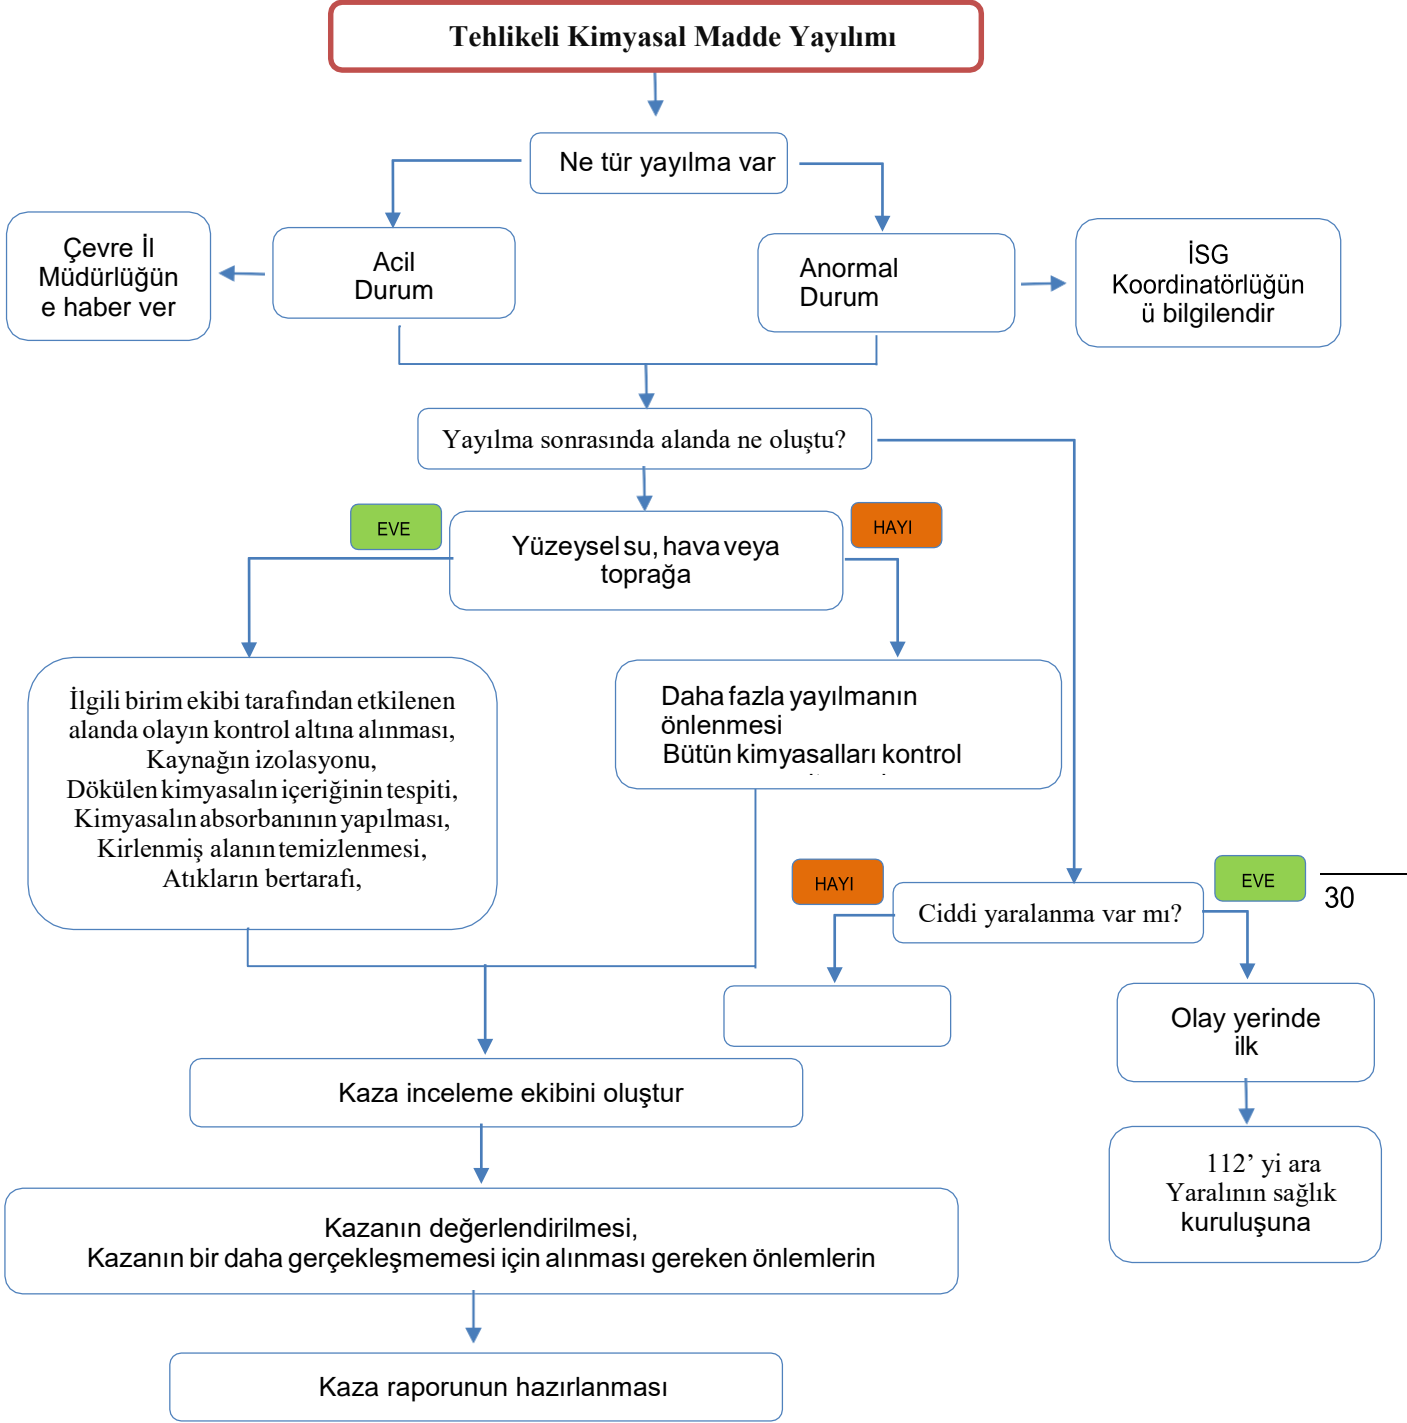 Tehlikeli Kimyasal Madde Yayılımı
Ne tür yayılma var
Çevre İl
Müdürlüğün
e haber ver
Acil
Durum
Anormal
Durum
İSG
Koordinatörlüğün
ü bilgilendir
Yayılma sonrasında alanda ne oluştu?
EVE
Yüzeysel su, hava veya
toprağa
HAYI
İlgili birim ekibi tarafından etkilenen
alanda olayın kontrol altına alınması,
Kaynağın izolasyonu,
Dökülen kimyasalın içeriğinin tespiti,
Kimyasalın absorbanının yapılması,
Kirlenmiş alanın temizlenmesi,
Atıkların bertarafı,
Daha fazla yayılmanın
önlenmesi
Bütün kimyasalları kontrol
HAYI
Ciddi yaralanma var mı?
EVE
30
Olay yerinde
ilk
Kaza inceleme ekibini oluştur
112’ yi ara
Yaralının sağlık
kuruluşuna
Kazanın değerlendirilmesi,
Kazanın bir daha gerçekleşmemesi için alınması gereken önlemlerin
Kaza raporunun hazırlanması